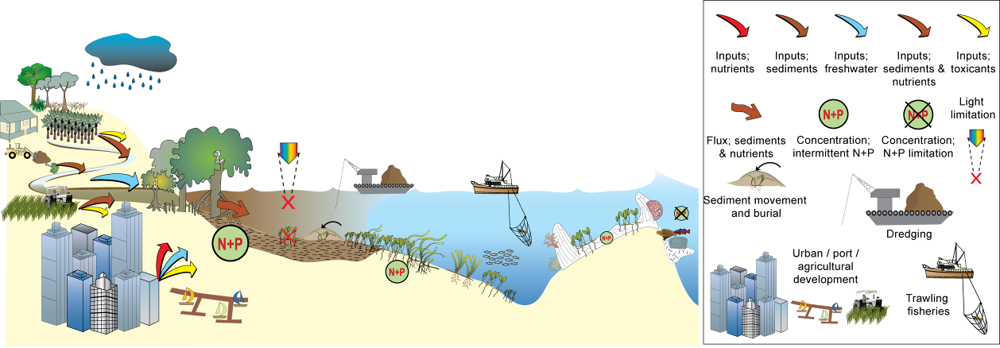 N+P
N+P
N+P
N+P
Inputs;
nutrients
Inputs;
sediments
Inputs;
freshwater
Inputs;
sediments &
nutrients
Inputs;
toxicants
N+P
N+P
Light
limitation
Flux; sediments
& nutrients
Concentration;
intermittent N+P
Concentration;
N+P limitation
Sediment movement
and burial
Dredging
Urban / port /
agricultural
development
Trawling
fisheries